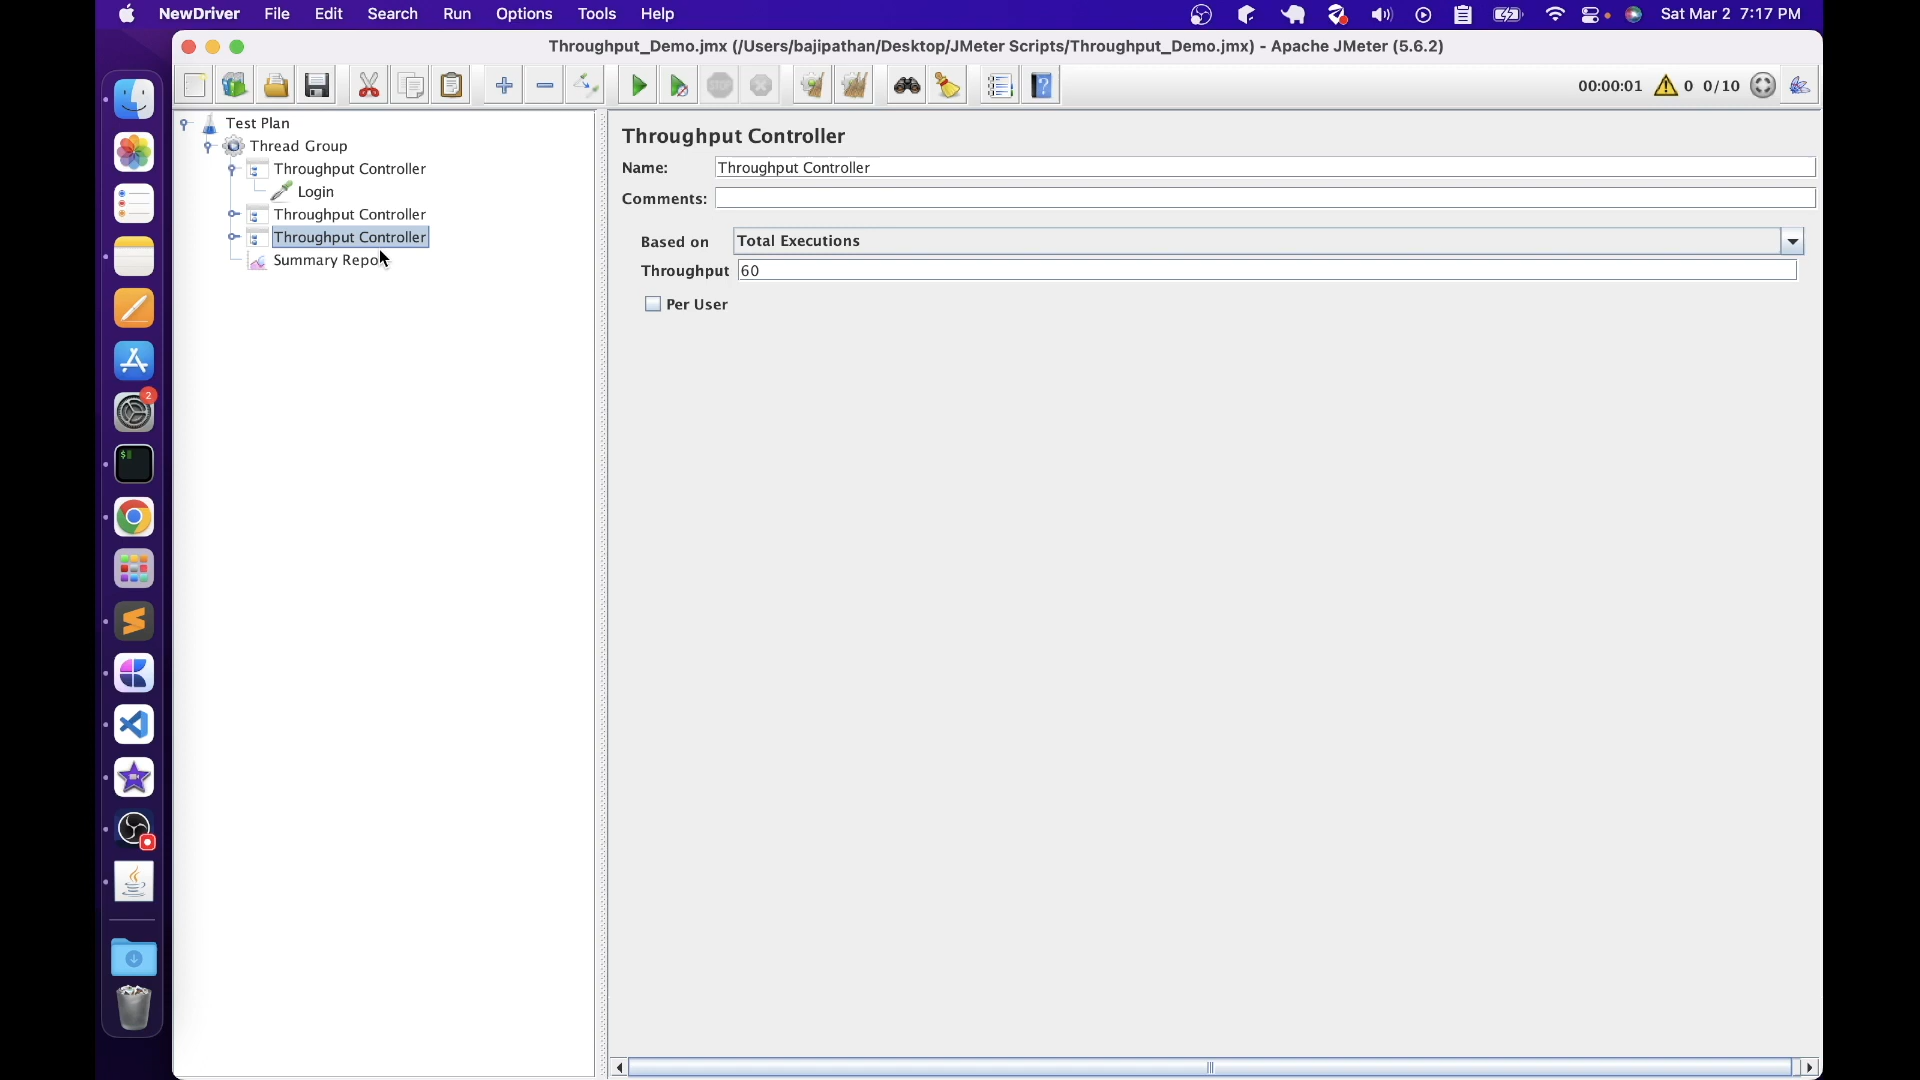 NewDriver File Edit Search Run Options Tools Help Sat Mar 2 7:17 PM
Throughput_Demo.jmx (/Users/bajipathan/Desktop/JMeter Scripts/Throughput_Demo.jmx) - Apache JMeter (5.6.2)
STOP ? 00:00:01 0 0/10
Test Plan
Thread Group
Throughput Controller
Login
Throughput Controller
Throughput Controller
Summary Repo
Throughput Controller
Name: Throughput Controller
Comments:
Based on Total Executions
Throughput 60
Per User
2
$